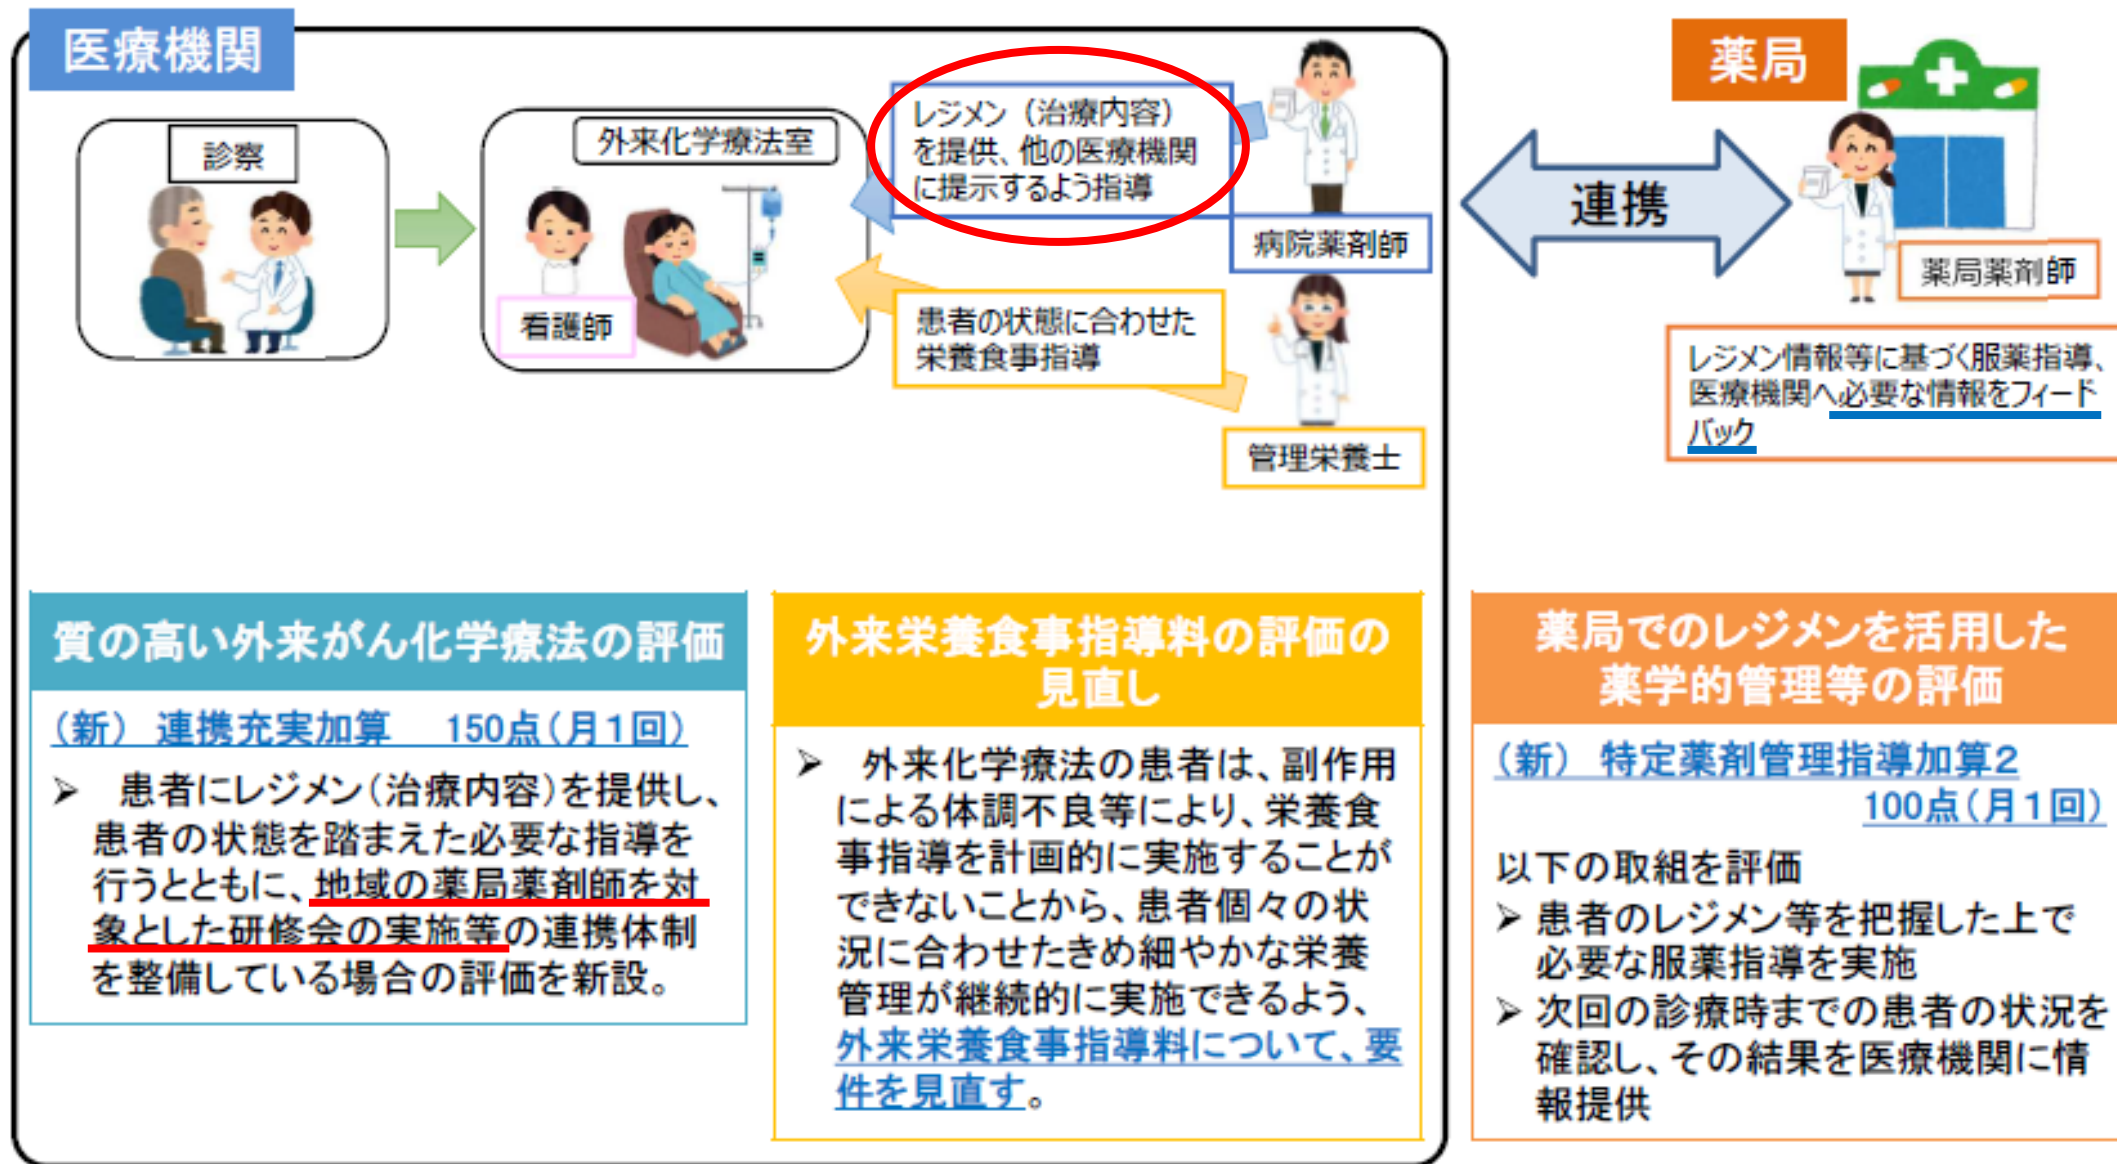 医療機関
診察
外来化学療法室
看護師
レジメン（治療内容）
を提供、他の医療機関
に提示するよう指導
病院薬剤師
患者の状態に合わせた
栄養食事指導
管理栄養士
連携
薬局
薬局薬剤師
レジメン情報等に基づく服薬指導、
医療機関へ必要な情報をフィード
バック
質の高い外来がん化学療法の評価
（新） 連携充実加算　150点（月１回）
➢ 患者にレジメン（治療内容）を提供し、
患者の状態を踏まえた必要な指導を
行うとともに、地域の薬局薬剤師を対
象とした研修会の実施等の連携体制
を整備している場合の評価を新設。
外来栄養食事指導料の評価の
見直し
➢ 外来化学療法の患者は、副作用
による体調不良等により、栄養食
事指導を計画的に実施することが
できないことから、患者個々の状
況に合わせたきめ細やかな栄養
管理が継続的に実施できるよう、
外来栄養食事指導料について、要
件を見直す。
薬局でのレジメンを活用した
薬学的管理等の評価
（新） 特定薬剤管理指導加算２
100点（月１回）
以下の取組を評価
➢ 患者のレジメン等を把握した上で
必要な服薬指導を実施
➢ 次回の診療時までの患者の状況を
確認し、その結果を医療機関に情
報提供